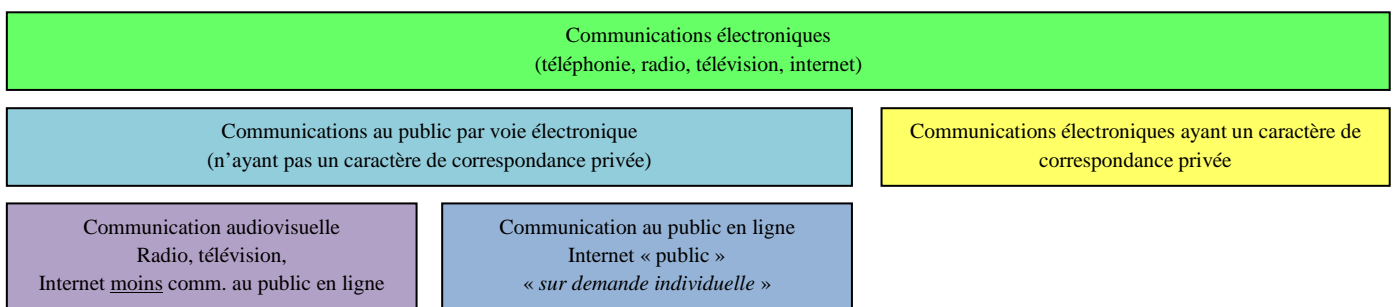 Communications électroniques
(téléphonie, radio, télévision, internet)
Communications au public par voie électronique
(n’ayant pas un caractère de correspondance privée)
Communications électroniques ayant un caractère de
correspondance privée
Communication audiovisuelle
Radio, télévision,
Internet moins comm. au public en ligne
Communication au public en ligne
Internet « public »
« sur demande individuelle »